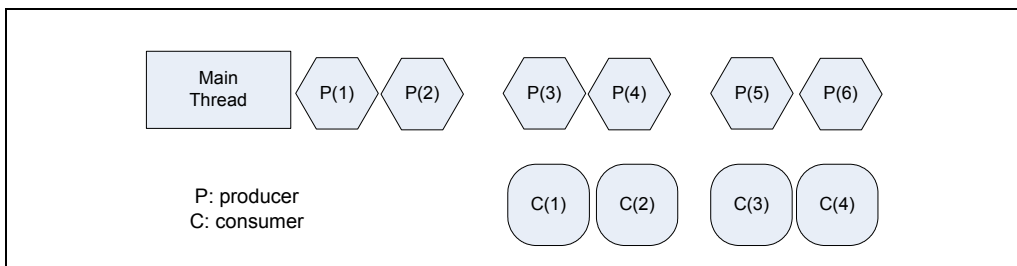 Main
Thread
P(1)
P(2)
P(3)
P(4)
P(5)
P(6)
P: producer
C: consumer
C(1)
C(2)
C(3)
C(4)